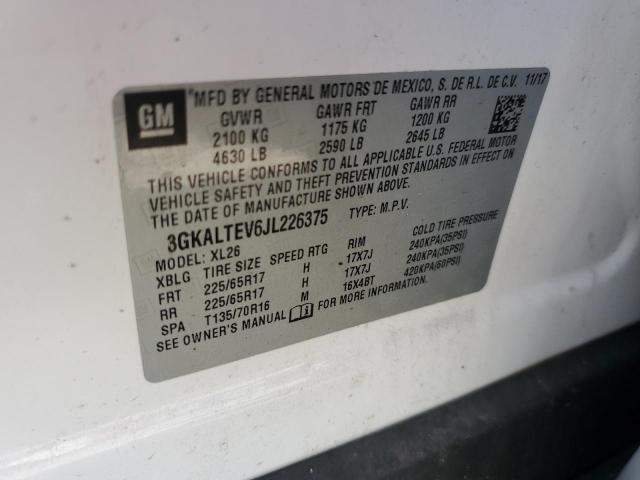 GM
*MFD BY GENERAL MOTORS DE MEXICO, S. DE R.L. DE C.V. 11/17
GVWR GAWR FRT GAWR RR
2100 KG 1175 KG 1200 KG
4630 LB 2590 LB 2645 LB
THIS VEHICLE CONFORMS TO ALL APPLICABLE U.S. FEDERAL MOTOR
VEHICLE SAFETY AND THEFT PREVENTION STANDARDS IN EFFECT ON
THE DATE OF MANUFACTURE SHOWN ABOVE.
3GKALTEV6JL226375 TYPE: M.P.V.
MODEL: XL26
XBLG TIRE SIZE SPEED RTG RIM COLD TIRE PRESSURE
FRT 225/65R17 H 17X7J 240KPA(35PSI)
RR 225/65R17 H 17X7J 240KPA(35PSI)
SPA T135/70R16 M 16X4BT 420KPA(60PSI)
SEE OWNER'S MANUAL FOR MORE INFORMATION.